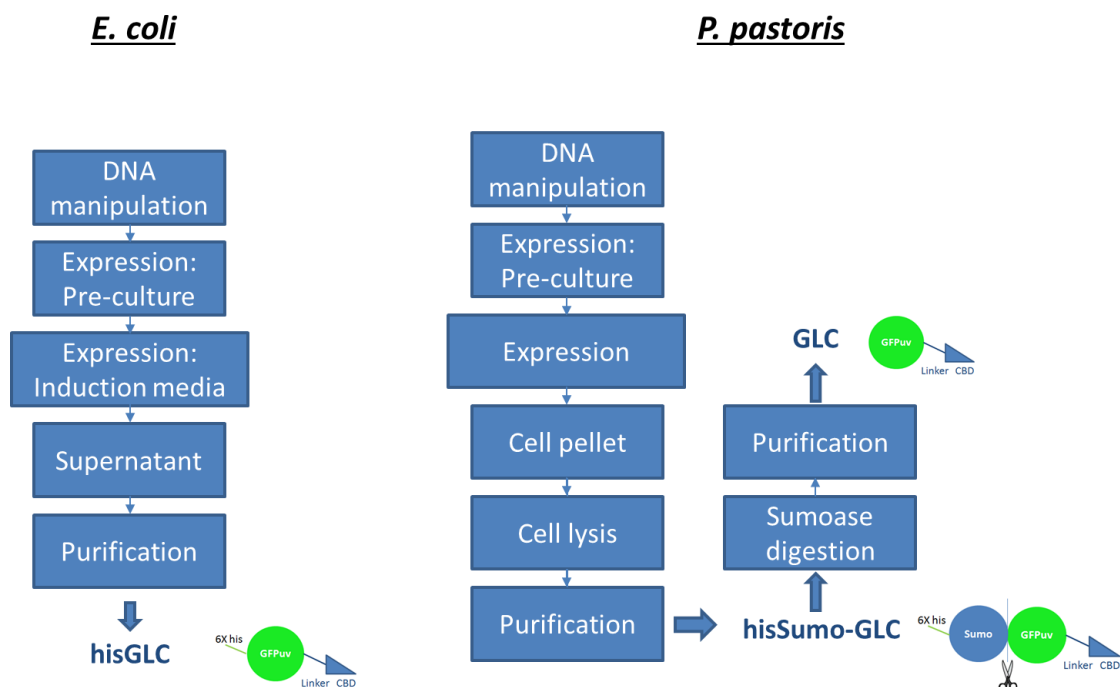 E. coli
DNA
manipulation
Expression:
Pre-culture
Expression:
Induction media
Supernatant
Purification
hisGLC
6X his
GFPuv
Linker CBD
P. pastoris
DNA
manipulation
Expression:
Pre-culture
Expression
Cell pellet
Cell lysis
Purification
hisSumo-GLC
6X his
Sumo
GFPuv
Linker CBD
Sumoase
digestion
Purification
GLC
GFPuv
Linker CBD